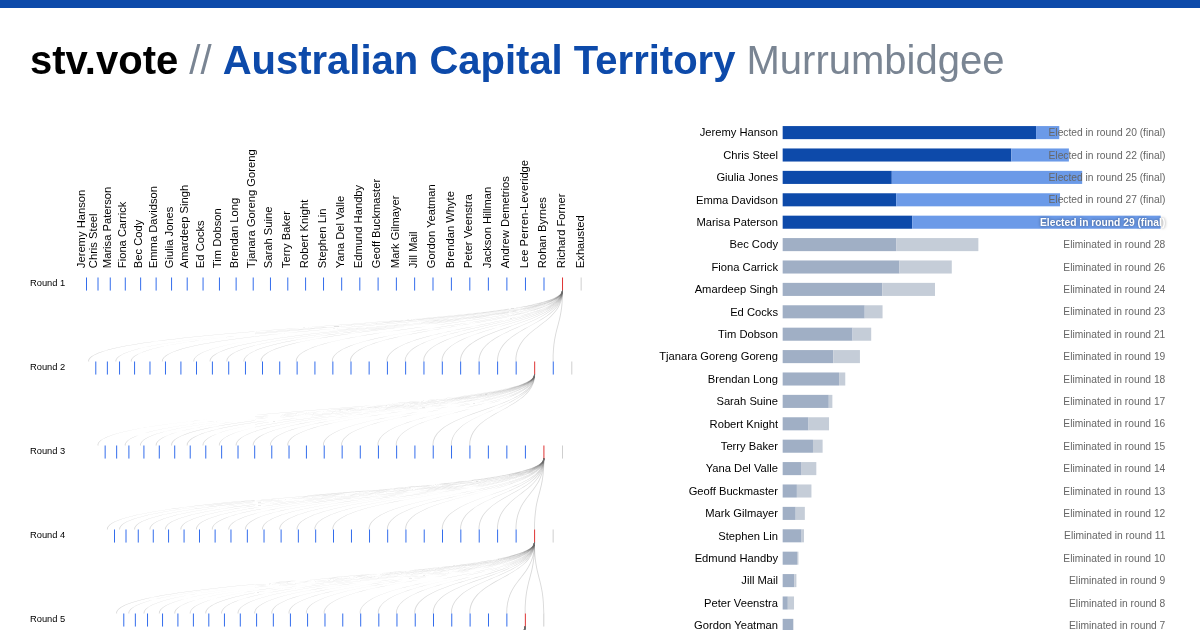 stv.vote // Australian Capital Territory Murrumbidgee
Jeremy Hanson
Chris Steel
Marisa Paterson
Fiona Carrick
Bec Cody
Emma Davidson
Giulia Jones
Amardeep Singh
Ed Cocks
Tim Dobson
Brendan Long
Tjanara Goreng Goreng
Sarah Suine
Terry Baker
Robert Knight
Stephen Lin
Yana Del Valle
Edmund Handby
Geoff Buckmaster
Mark Gilmayer
Jill Mail
Gordon Yeatman
Brendan Whyte
Peter Veenstra
Jackson Hillman
Andrew Demetrios
Lee Perren-Leveridge
Rohan Byrnes
Richard Forner
Exhausted
Round 1
Round 2
Round 3
Round 4
Round 5
Jeremy Hanson Elected in round 20 (final)
Chris Steel Elected in round 22 (final)
Giulia Jones Elected in round 25 (final)
Emma Davidson Elected in round 27 (final)
Marisa Paterson Elected in round 29 (final)
Bec Cody Eliminated in round 28
Fiona Carrick Eliminated in round 26
Amardeep Singh Eliminated in round 24
Ed Cocks Eliminated in round 23
Tim Dobson Eliminated in round 21
Tjanara Goreng Goreng Eliminated in round 19
Brendan Long Eliminated in round 18
Sarah Suine Eliminated in round 17
Robert Knight Eliminated in round 16
Terry Baker Eliminated in round 15
Yana Del Valle Eliminated in round 14
Geoff Buckmaster Eliminated in round 13
Mark Gilmayer Eliminated in round 12
Stephen Lin Eliminated in round 11
Edmund Handby Eliminated in round 10
Jill Mail Eliminated in round 9
Peter Veenstra Eliminated in round 8
Gordon Yeatman Eliminated in round 7